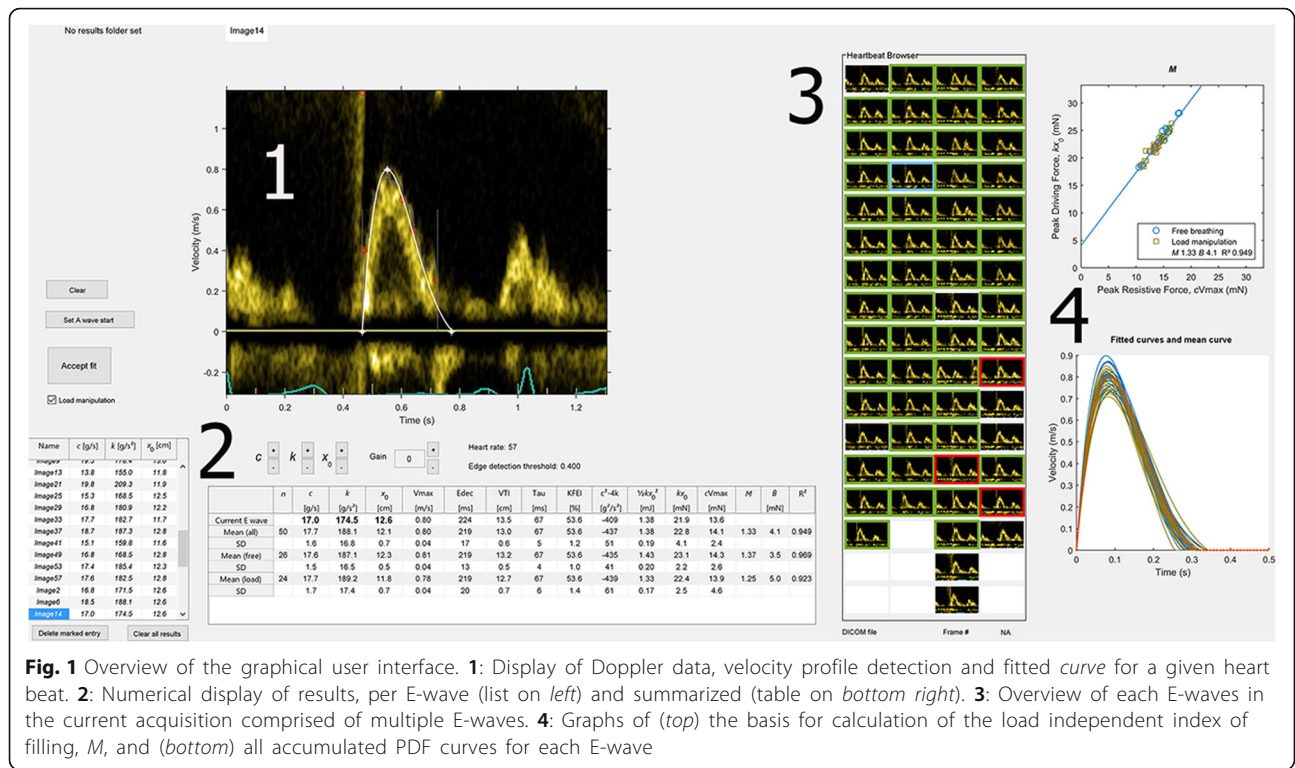 No results folder set
Image14
1
Velocity (m/s)
1
0.8
0.6
0.4
0.2
0
-0.2
0 0.2 0.4 0.6 0.8 1 1.2
Time (s)
Clear
Set A wave start
Accept fit
Load manipulation
Name c [g/s] k [g/s²] x0 [cm]
Image13 13.8 155.0 11.8
Image21 19.8 209.3 11.9
Image25 15.3 168.5 12.5
Image29 16.8 180.9 12.2
Image33 17.7 182.7 11.7
Image37 18.7 187.3 12.8
Image41 15.1 159.8 11.6
Image49 16.8 168.5 12.8
Image53 17.4 185.4 12.3
Image57 17.6 182.5 12.8
Image2 16.8 171.5 12.6
Image6 18.5 188.1 12.6
Image14 17.0 174.5 12.6
Delete marked entry Clear all results
2
c + - k + - x0 + - Gain 0 + -
Heart rate: 57
Edge detection threshold: 0.400
n c k x0 Vmax Edec VTI Tau KFEI c²-4k ½kx0² kx0 cVmax M B R²
[g/s] [g/s²] [cm] [m/s] [ms] [cm] [ms] [%] [g²/s²] [mJ] [mN] [mN] [mN]
Current E wave 17.0 174.5 12.6 0.80 224 13.5 67 53.6 -409 1.38 21.9 13.6
Mean (all) 50 17.7 188.1 12.1 0.80 219 13.0 67 53.6 -437 1.38 22.8 14.1 1.33 4.1 0.949
SD 1.6 16.8 0.7 0.04 17 0.6 5 1.2 51 0.19 4.1 2.4
Mean (free) 26 17.6 187.1 12.3 0.81 219 13.2 67 53.6 -435 1.43 23.1 14.3 1.37 3.5 0.969
SD 1.5 16.5 0.5 0.04 13 0.5 4 1.0 41 0.20 2.2 2.6
Mean (load) 24 17.7 189.2 11.8 0.78 219 12.7 67 53.6 -439 1.33 22.4 13.9 1.25 5.0 0.923
SD 1.7 17.4 0.7 0.04 20 0.7 6 1.4 61 0.17 2.5 4.6
3
Heartbeat Browser
DICOM file Frame # NA
4
M
Peak Driving Force, kx0 (mN)
30
25
20
15
10
5
0
Free breathing
Load manipulation
M 1.33 B 4.1 R² 0.949
0 5 10 15 20 25 30
Peak Resistive Force, cVmax (mN)
Fitted curves and mean curve
Velocity (m/s)
0.9
0.8
0.7
0.6
0.5
0.4
0.3
0.2
0.1
0
0 0.1 0.2 0.3 0.4 0.5
Time (s)
Fig. 1 Overview of the graphical user interface. 1: Display of Doppler data, velocity profile detection and fitted curve for a given heart
beat. 2: Numerical display of results, per E-wave (list on left) and summarized (table on bottom right). 3: Overview of each E-waves in
the current acquisition comprised of multiple E-waves. 4: Graphs of (top) the basis for calculation of the load independent index of
filling, M, and (bottom) all accumulated PDF curves for each E-wave